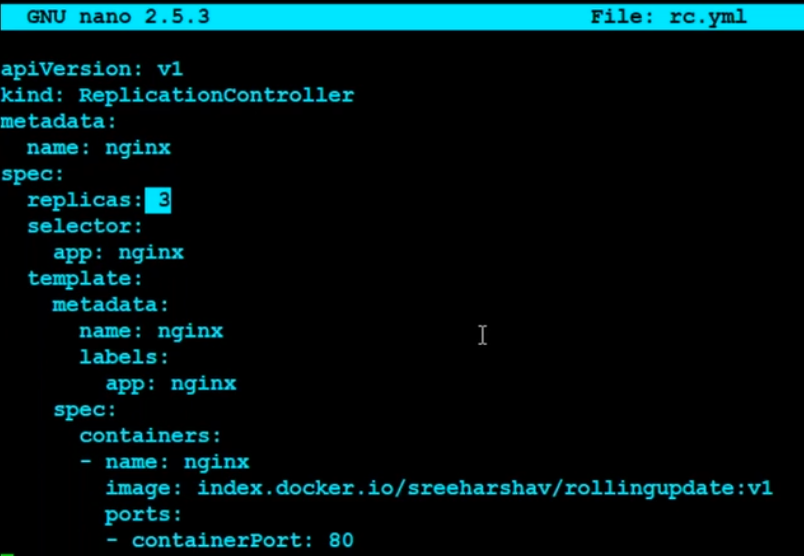 GNU nano 2.5.3 File: rc.yml
apiVersion: v1
kind: ReplicationController
metadata:
  name: nginx
spec:
  replicas: 3
  selector:
    app: nginx
  template:
    metadata:
      name: nginx
      labels:
        app: nginx
    spec:
      containers:
      - name: nginx
        image: index.docker.io/sreeharshav/rollingupdate:v1
        ports:
        - containerPort: 80